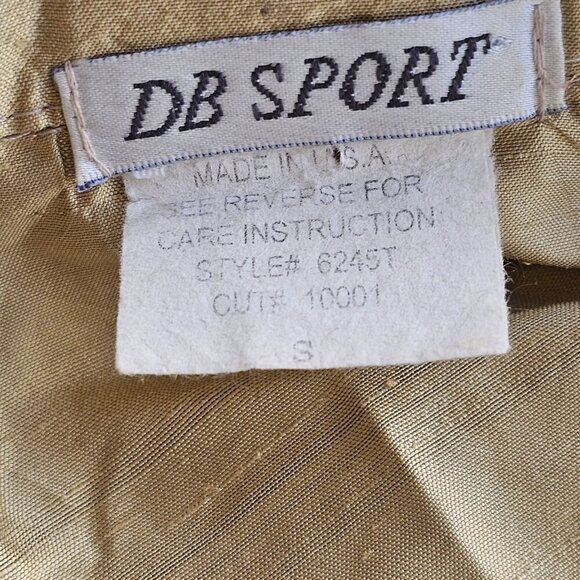 DB SPORT
MADE IN U.S.A.
SEE REVERSE FOR
CARE INSTRUCTION
STYLE# 6245T
CUT# 10001
S